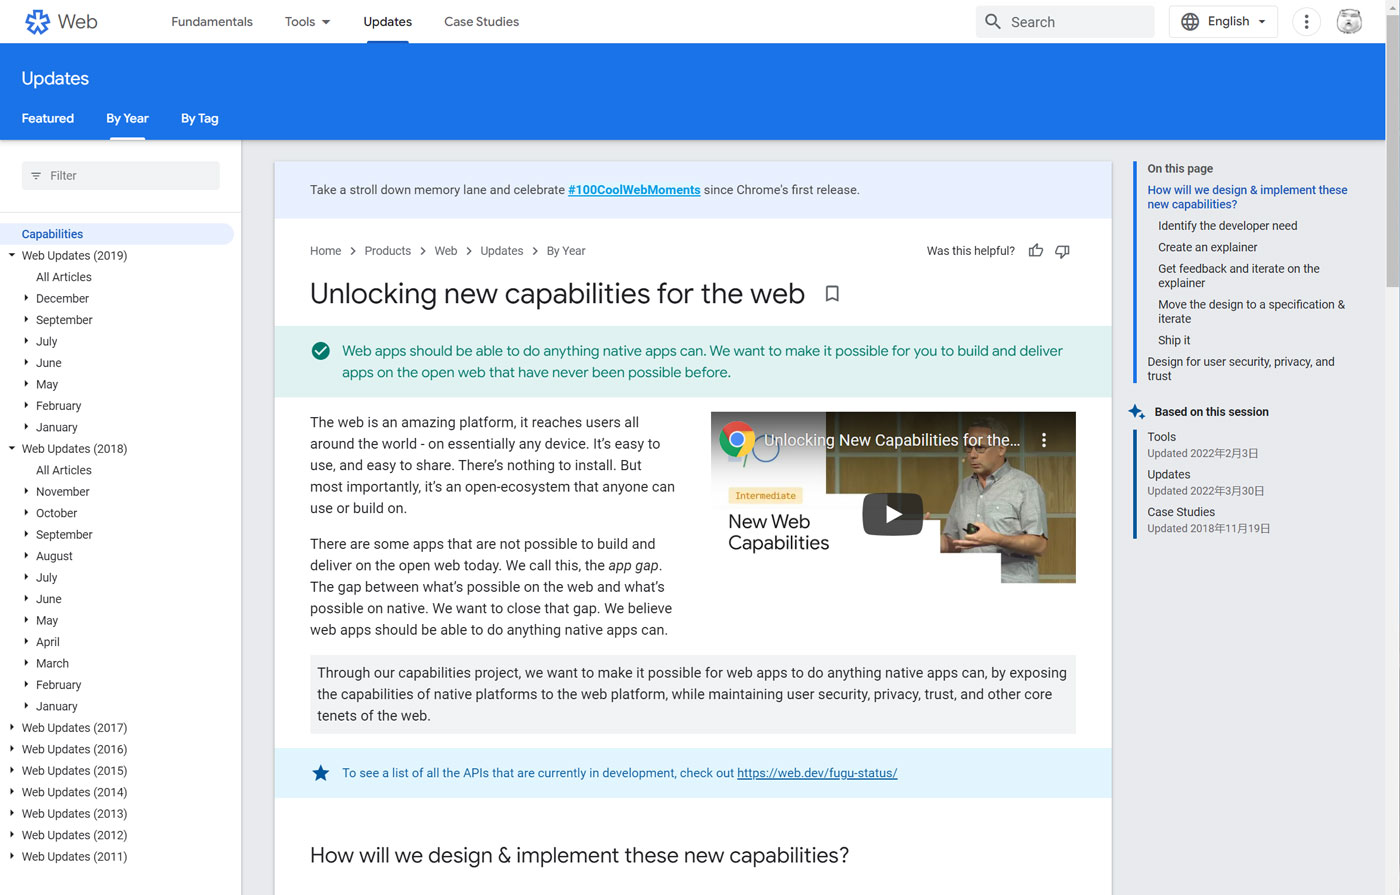 Web
Fundamentals
Tools
Updates
Case Studies
Search
English
Updates
Featured
By Year
By Tag
Filter
Capabilities
Web Updates (2019)
All Articles
December
September
July
June
May
February
January
Web Updates (2018)
All Articles
November
October
September
August
July
June
May
April
March
February
January
Web Updates (2017)
Web Updates (2016)
Web Updates (2015)
Web Updates (2014)
Web Updates (2013)
Web Updates (2012)
Web Updates (2011)
Take a stroll down memory lane and celebrate #100CoolWebMoments since Chrome's first release.
Home > Products > Web > Updates > By Year
Was this helpful?
Unlocking new capabilities for the web
Web apps should be able to do anything native apps can. We want to make it possible for you to build and deliver
apps on the open web that have never been possible before.
The web is an amazing platform, it reaches users all
around the world - on essentially any device. It’s easy to
use, and easy to share. There’s nothing to install. But
most importantly, it’s an open-ecosystem that anyone can
use or build on.
There are some apps that are not possible to build and
deliver on the open web today. We call this, the app gap.
The gap between what’s possible on the web and what’s
possible on native. We want to close that gap. We believe
web apps should be able to do anything native apps can.
Unlocking New Capabilities for the...
Intermediate
New Web
Capabilities
Through our capabilities project, we want to make it possible for web apps to do anything native apps can, by exposing
the capabilities of native platforms to the web platform, while maintaining user security, privacy, trust, and other core
tenets of the web.
To see a list of all the APIs that are currently in development, check out https://web.dev/fugu-status/
How will we design & implement these new capabilities?
On this page
How will we design & implement these
new capabilities?
Identify the developer need
Create an explainer
Get feedback and iterate on the
explainer
Move the design to a specification &
iterate
Ship it
Design for user security, privacy, and
trust
Based on this session
Tools
Updated 2022年2月3日
Updates
Updated 2022年3月30日
Case Studies
Updated 2018年11月19日